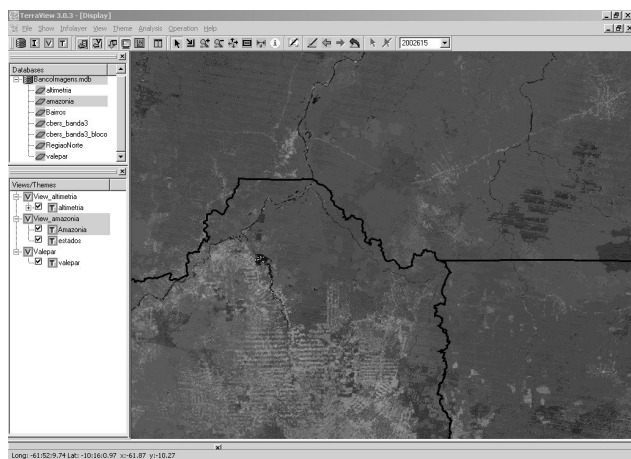 TerraView 3.0.3 - [Display]
File Show Infolayer View Theme Analysis Operation Help
2002615
Databases
BancoImagens.mdb
altimetria
amazonia
Bairros
cbers_banda3
cbers_banda3_bloco
RegiaoNorte
valepar
Views/Themes
View_altimetria
altimetria
View_amazonia
Amazonia
estados
Valepar
valepar
Long: -61:52:9.74 Lat: -10:16:0.97 x:-61.87 y:-10.27